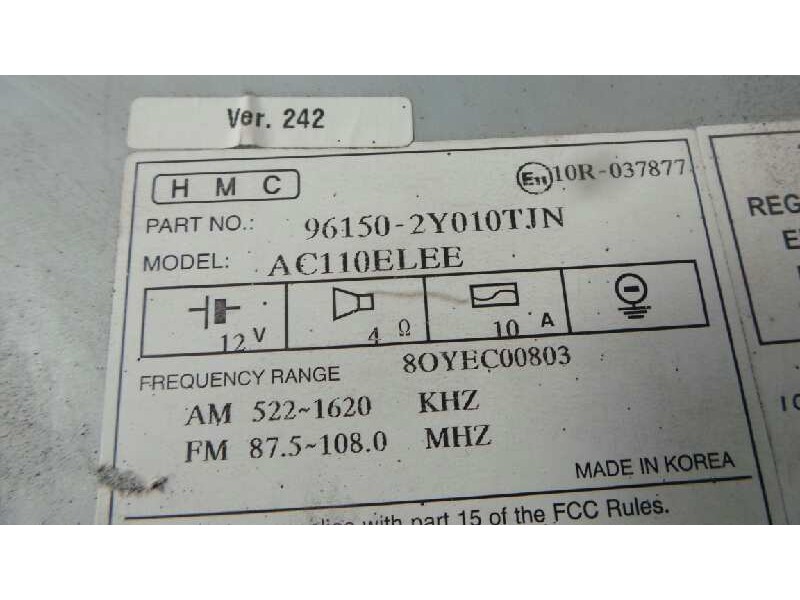 Ver. 242
HMC
E11 10R-037877
PART NO.: 96150-2Y010TJN
MODEL: AC110ELEE
12 V 4 Ω 10 A
FREQUENCY RANGE 8OYEC00803
AM 522~1620 KHZ
FM 87.5~108.0 MHZ
MADE IN KOREA
with part 15 of the FCC Rules.
REG